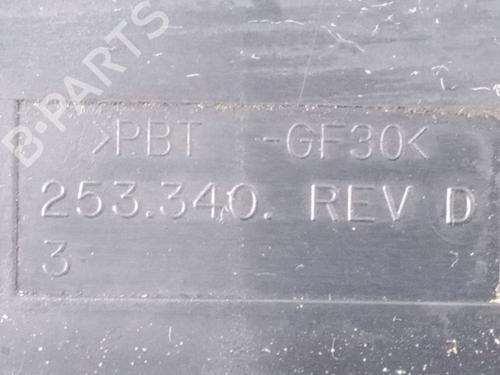 B-PARTS
>PBT -GF30<
253.340. REV D
3